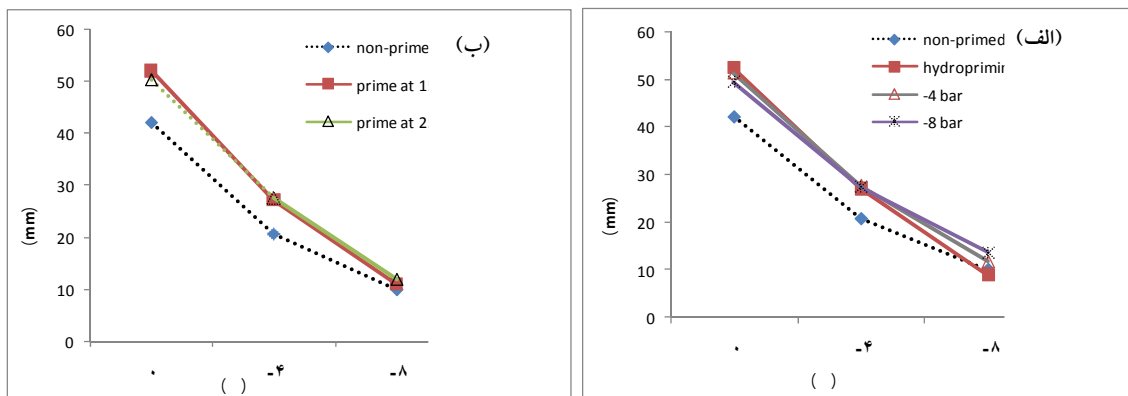 (ب)
60
50
40
30
20
10
0
(mm)
non-prime
prime at 1
prime at 2
۰
-۴
-۸
( )
(الف)
60
50
40
30
20
10
0
(mm)
non-primed
hydroprimin
-4 bar
-8 bar
۰
-۴
-۸
( )